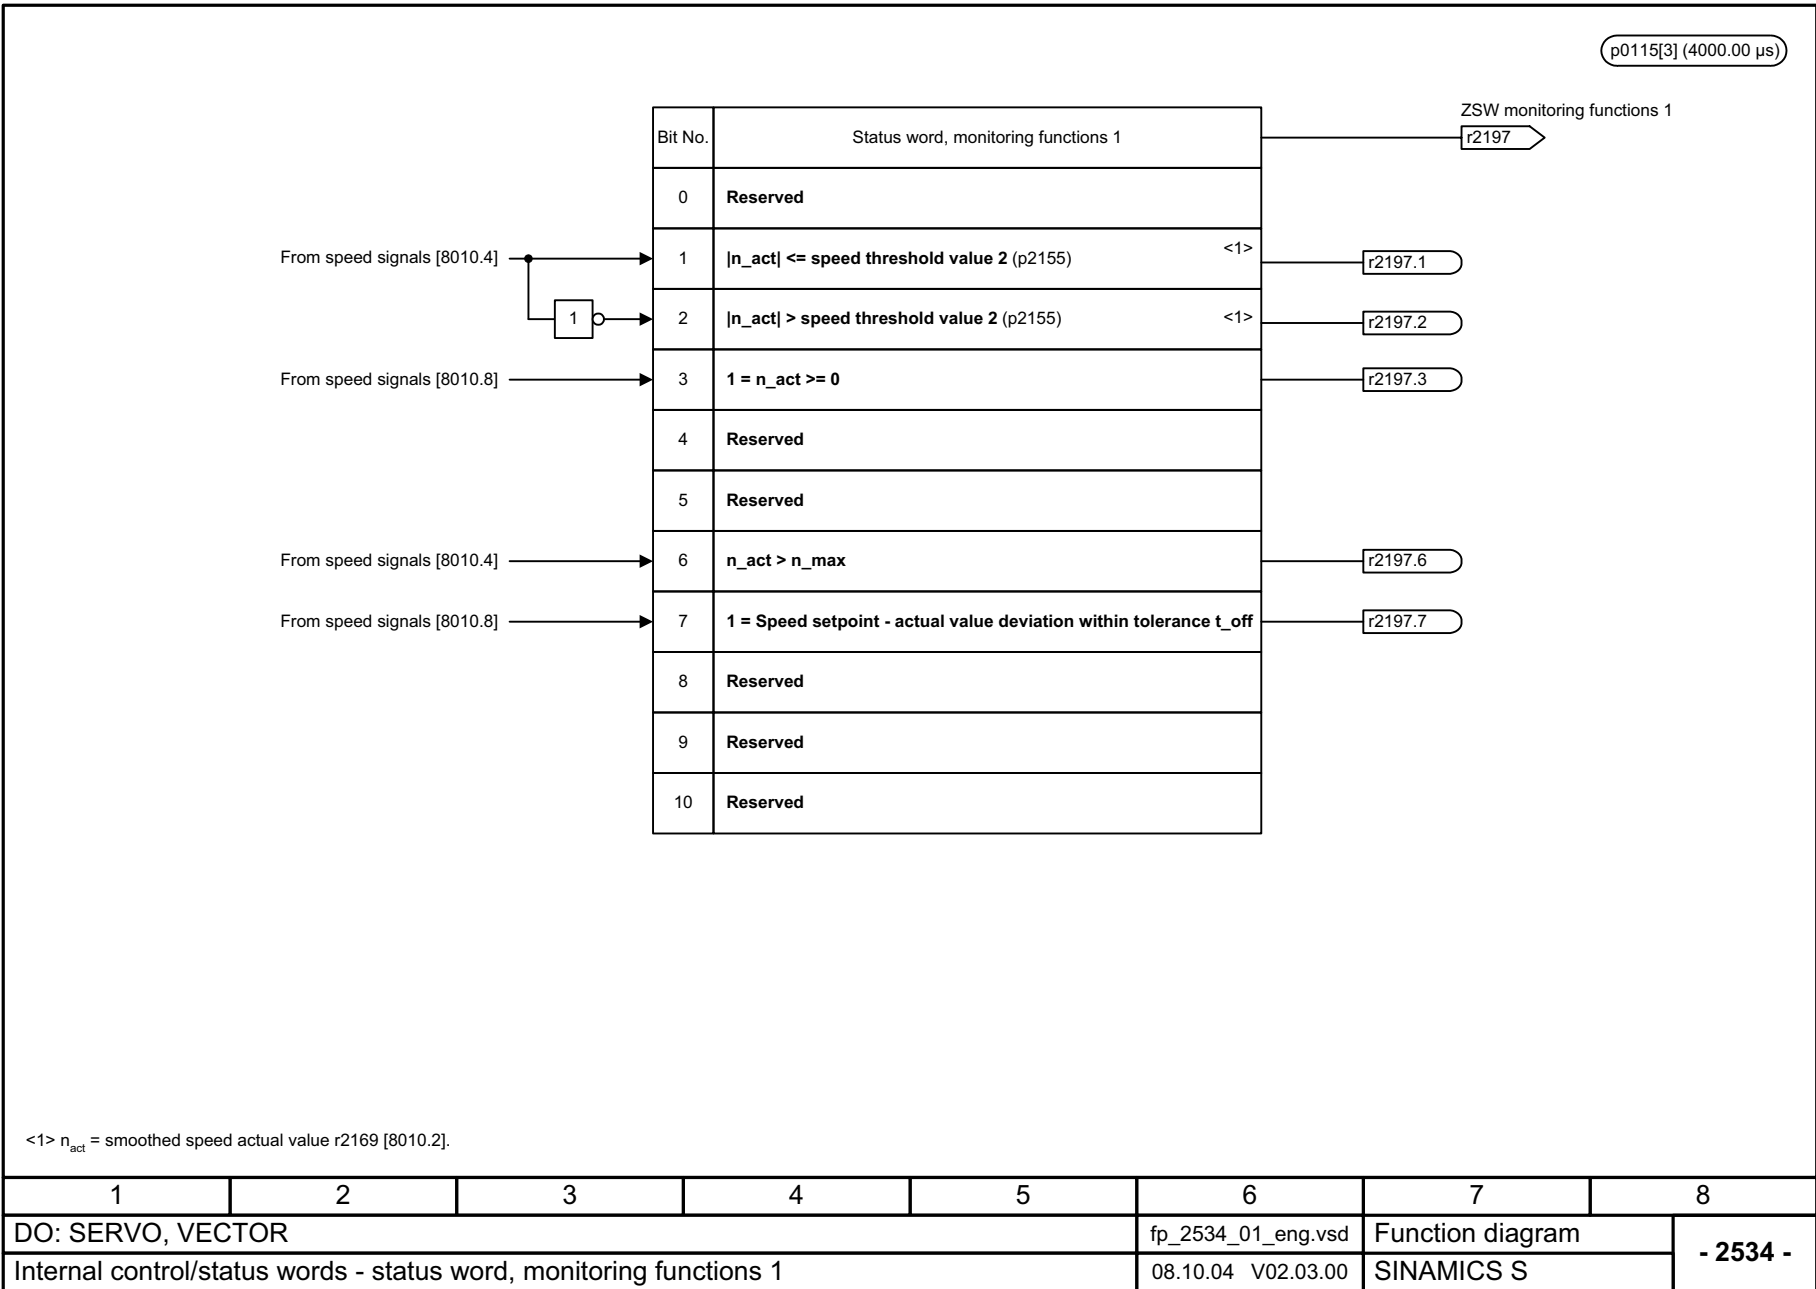 p0115[3] (4000.00 µs)
ZSW monitoring functions 1
Bit No. Status word, monitoring functions 1 r2197
0 Reserved
From speed signals [8010.4] 1 |n_act| <= speed threshold value 2 (p2155) <1> r2197.1
1 2 |n_act| > speed threshold value 2 (p2155) <1> r2197.2
From speed signals [8010.8] 3 1 = n_act >= 0 r2197.3
4 Reserved
5 Reserved
From speed signals [8010.4] 6 n_act > n_max r2197.6
From speed signals [8010.8] 7 1 = Speed setpoint - actual value deviation within tolerance t_off r2197.7
8 Reserved
9 Reserved
10 Reserved
<1> nact = smoothed speed actual value r2169 [8010.2].
1 2 3 4 5 6 7 8
DO: SERVO, VECTOR fp_2534_01_eng.vsd Function diagram - 2534 -
Internal control/status words - status word, monitoring functions 1 08.10.04 V02.03.00 SINAMICS S